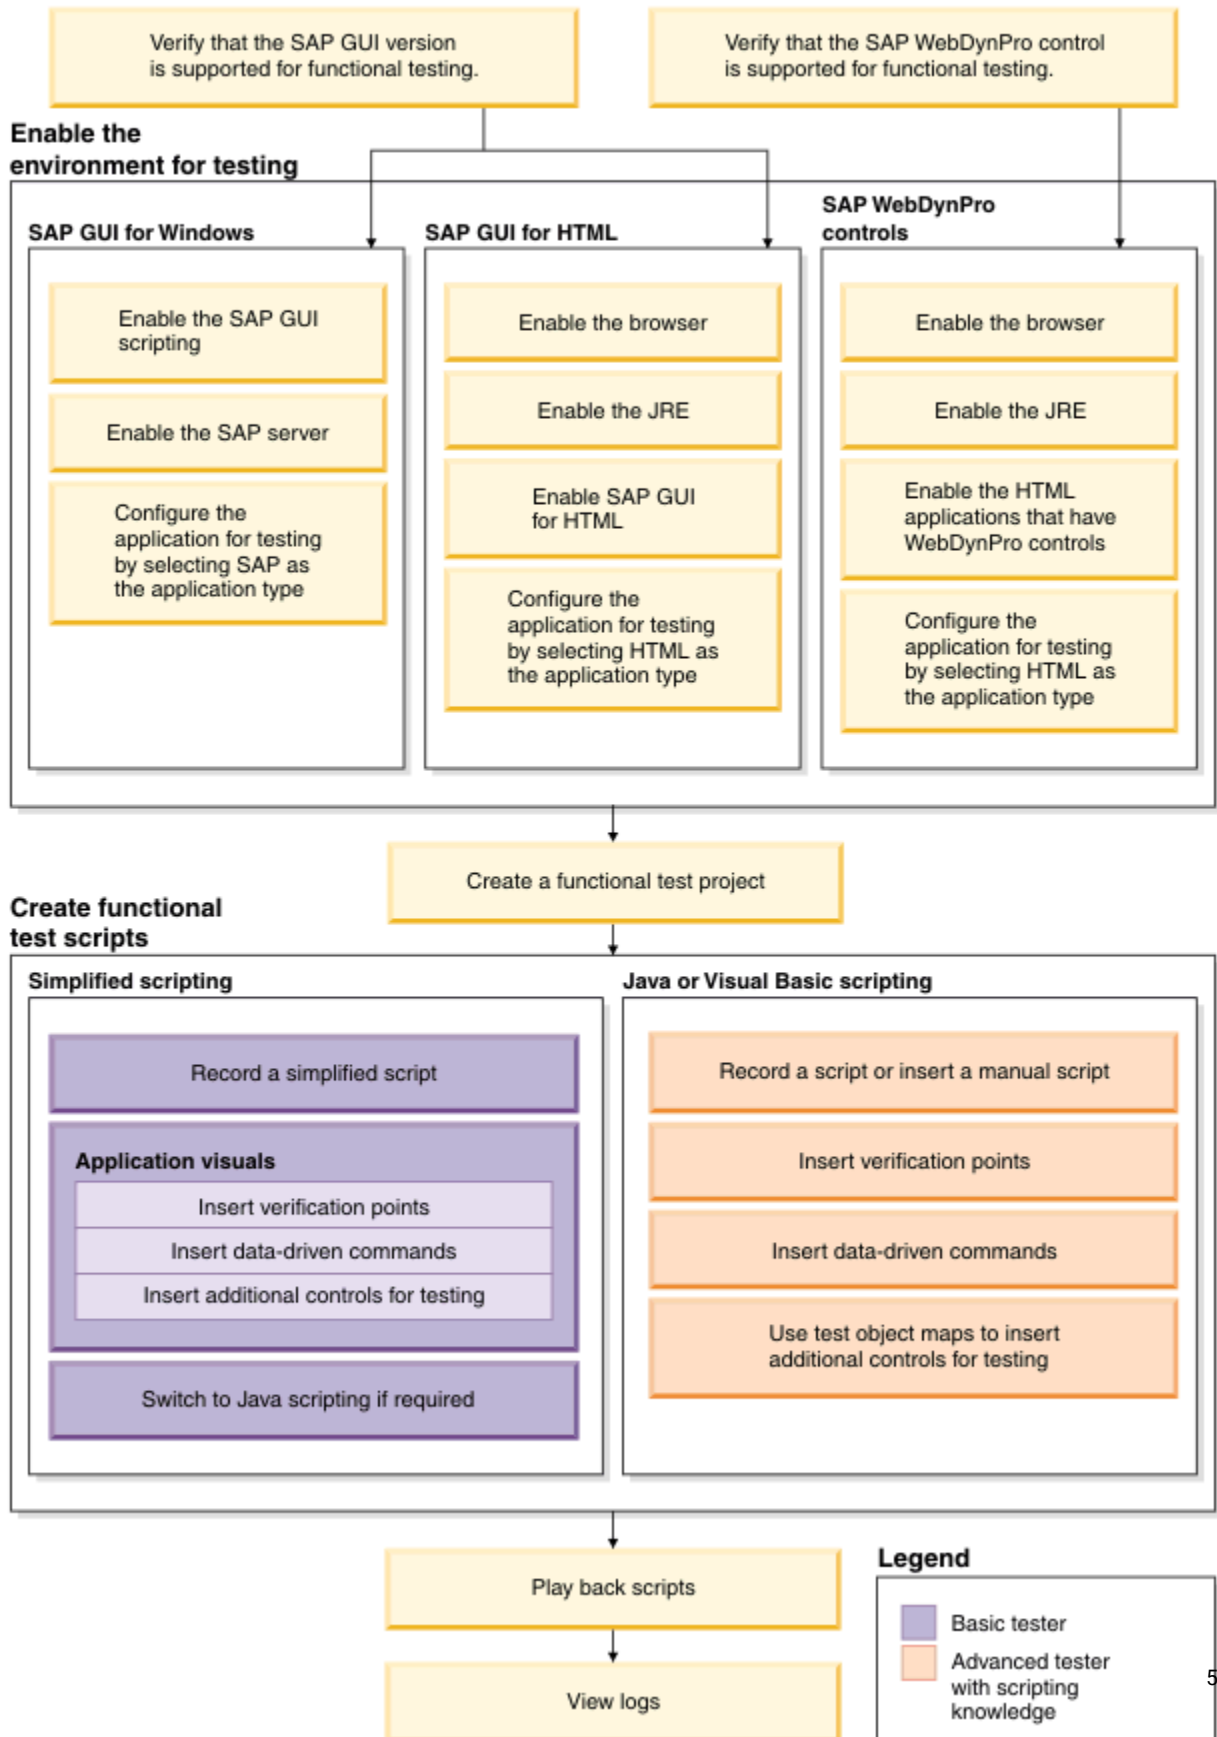 Verify that the SAP GUI version
is supported for functional testing.
Verify that the SAP WebDynPro control
is supported for functional testing.
Enable the
environment for testing
SAP GUI for Windows
Enable the SAP GUI
scripting
Enable the SAP server
Configure the
application for testing
by selecting SAP as
the application type
SAP GUI for HTML
Enable the browser
Enable the JRE
Enable SAP GUI
for HTML
Configure the
application for testing
by selecting HTML as
the application type
SAP WebDynPro
controls
Enable the browser
Enable the JRE
Enable the HTML
applications that have
WebDynPro controls
Configure the
application for testing
by selecting HTML as
the application type
Create a functional test project
Create functional
test scripts
Simplified scripting
Record a simplified script
Application visuals
Insert verification points
Insert data-driven commands
Insert additional controls for testing
Switch to Java scripting if required
Java or Visual Basic scripting
Record a script or insert a manual script
Insert verification points
Insert data-driven commands
Use test object maps to insert
additional controls for testing
Play back scripts
View logs
Legend
Basic tester
Advanced tester
with scripting
knowledge
5